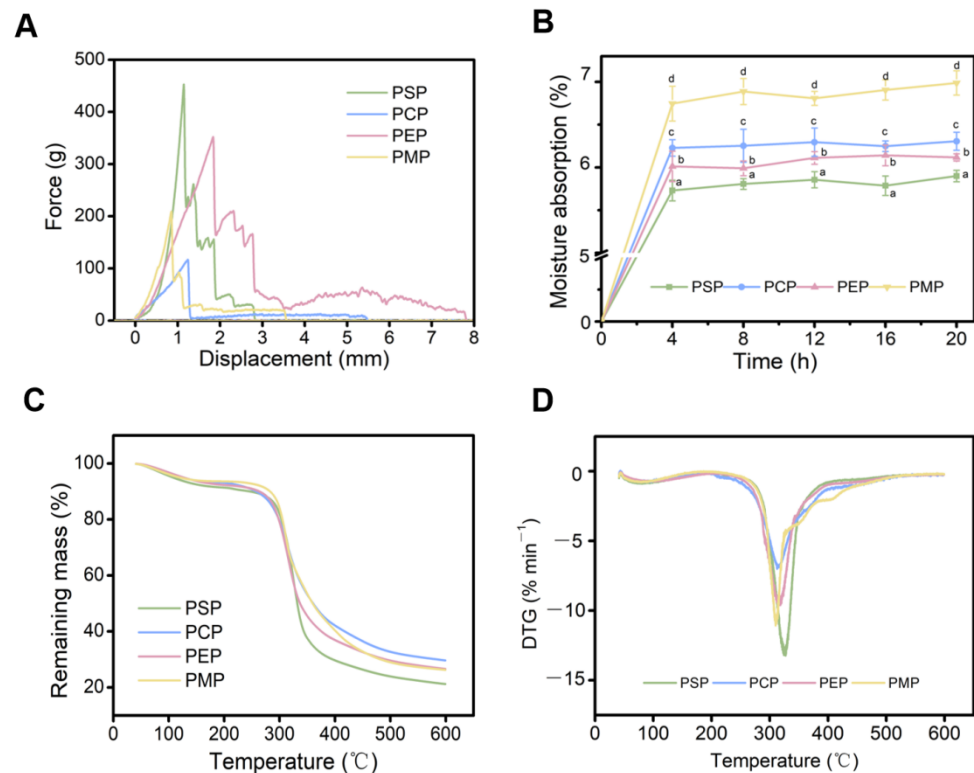 A
Force (g)
500
400
300
200
100
0
0 1 2 3 4 5 6 7 8
Displacement (mm)
PSP
PCP
PEP
PMP
B
Moisture absorption (%)
7
6
5
5
0
0 4 8 12 16 20
Time (h)
d d d d d
c c c c c
b b b b b
a a a a a
PSP PCP PEP PMP
C
Remaining mass (%)
100
80
60
40
20
0 100 200 300 400 500 600
Temperature (℃)
PSP
PCP
PEP
PMP
D
DTG (% min⁻¹)
0
−5
−10
−15
0 100 200 300 400 500 600
Temperature (℃)
PSP PCP PEP PMP